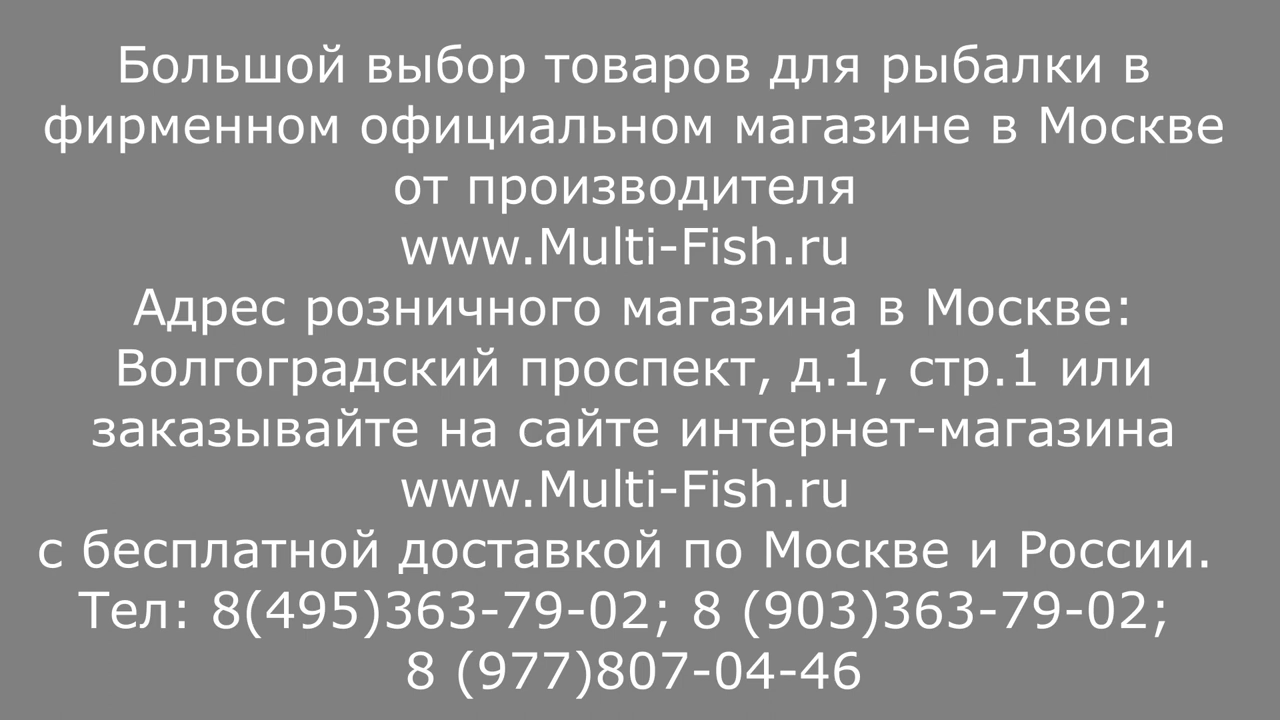 Большой выбор товаров для рыбалки в
фирменном официальном магазине в Москве
от производителя
www.Multi-Fish.ru
Адрес розничного магазина в Москве:
Волгоградский проспект, д.1, стр.1 или
заказывайте на сайте интернет-магазина
www.Multi-Fish.ru
с бесплатной доставкой по Москве и России.
Тел: 8(495)363-79-02; 8 (903)363-79-02;
8 (977)807-04-46